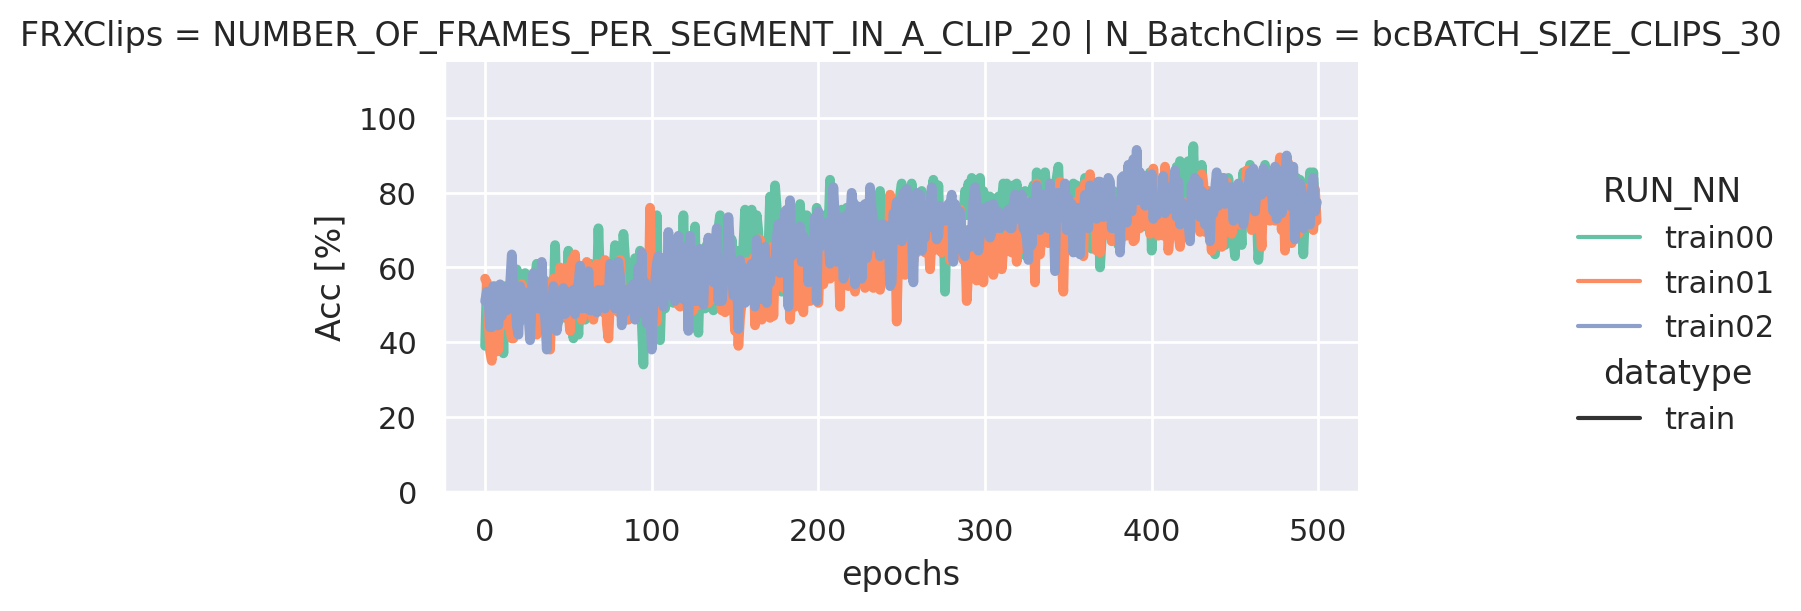 FRXClips = NUMBER_OF_FRAMES_PER_SEGMENT_IN_A_CLIP_20 | N_BatchClips = bcBATCH_SIZE_CLIPS_30
100
80
60
40
20
0
Acc [%]
0 100 200 300 400 500
epochs
RUN_NN
train00
train01
train02
datatype
train